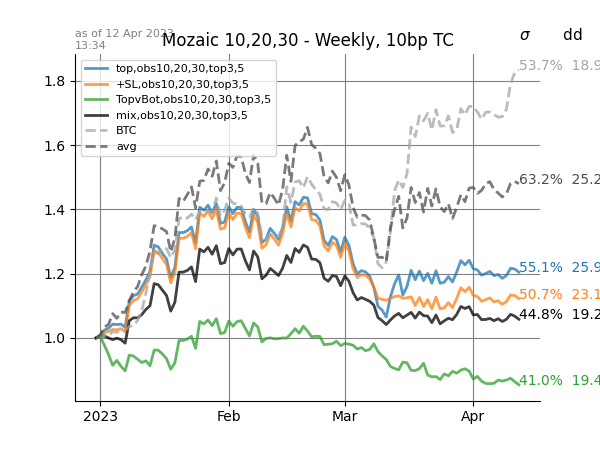 as of 12 Apr 2023
13:34
Mozaic 10,20,30 - Weekly, 10bp TC
σ dd
top,obs10,20,30,top3,5
+SL,obs10,20,30,top3,5
TopvBot,obs10,20,30,top3,5
mix,obs10,20,30,top3,5
BTC
avg
1.8
1.6
1.4
1.2
1.0
53.7% 18.9
63.2% 25.2
55.1% 25.9
50.7% 23.1
44.8% 19.2
41.0% 19.4
2023 Feb Mar Apr